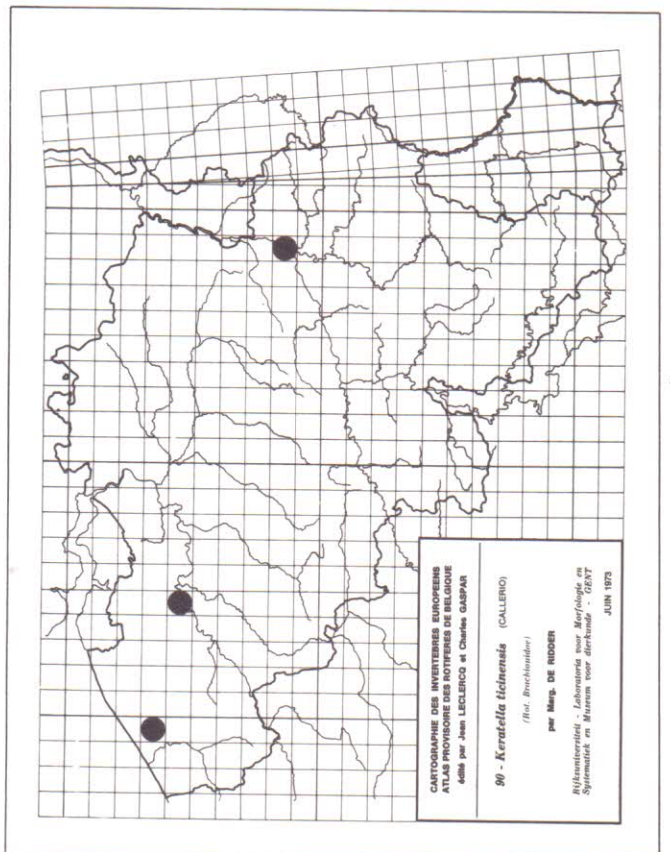 CARTOGRAPHIE DES INVERTEBRES EUROPEENS
ATLAS PROVISOIRE DES ROTIFERES DE BELGIQUE
édité par Jean LECLERCQ et Charles GASPAR
90 - Keratella ticinensis (CALLERIO)
(Rot. Brachionidae)
par Marg. DE RIDDER
Rijksuniversiteit - Laboratoria voor Morfologie en
Systematiek en Museum voor dierkunde - GENT
JUIN 1973